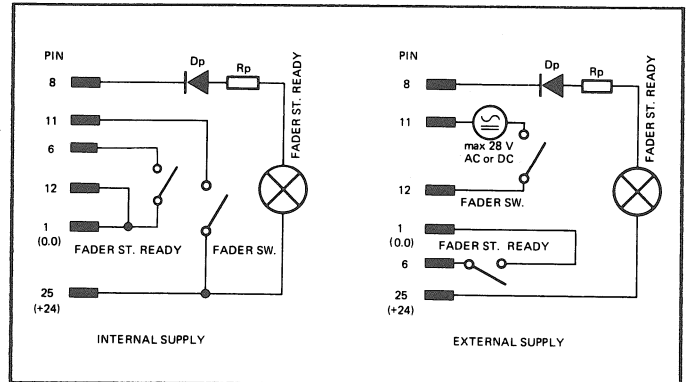 PIN
8
11
6
12
1
(0.0)
25
(+24)
Dp
Rp
FADER ST. READY
FADER ST. READY
FADER SW.
INTERNAL SUPPLY
PIN
8
11
12
1
(0.0)
6
25
(+24)
Dp
Rp
FADER ST. READY
max 28 V
AC or DC
FADER SW.
FADER ST. READY
EXTERNAL SUPPLY